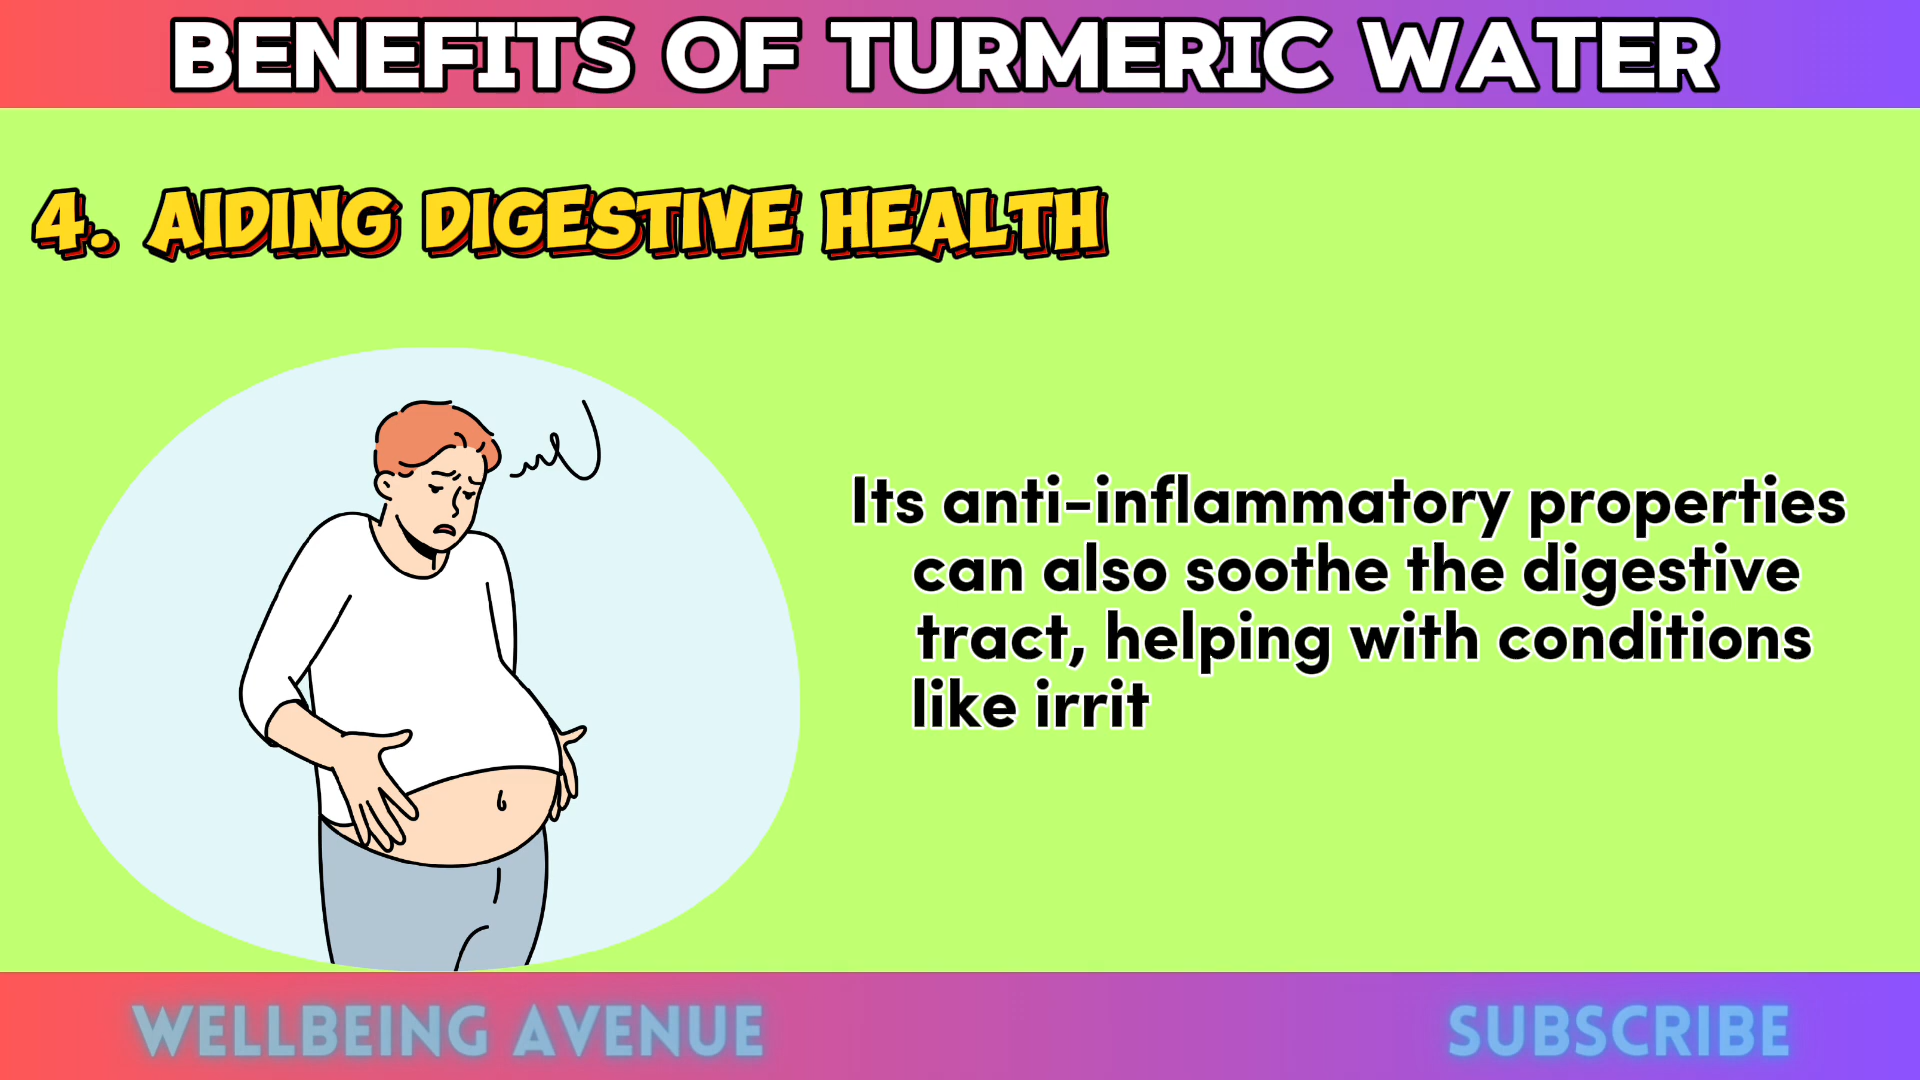 BENEFITS OF TURMERIC WATER
4. AIDING DIGESTIVE HEALTH
Its anti-inflammatory properties
can also soothe the digestive
tract, helping with conditions
like irrit
WELLBEING AVENUE
SUBSCRIBE